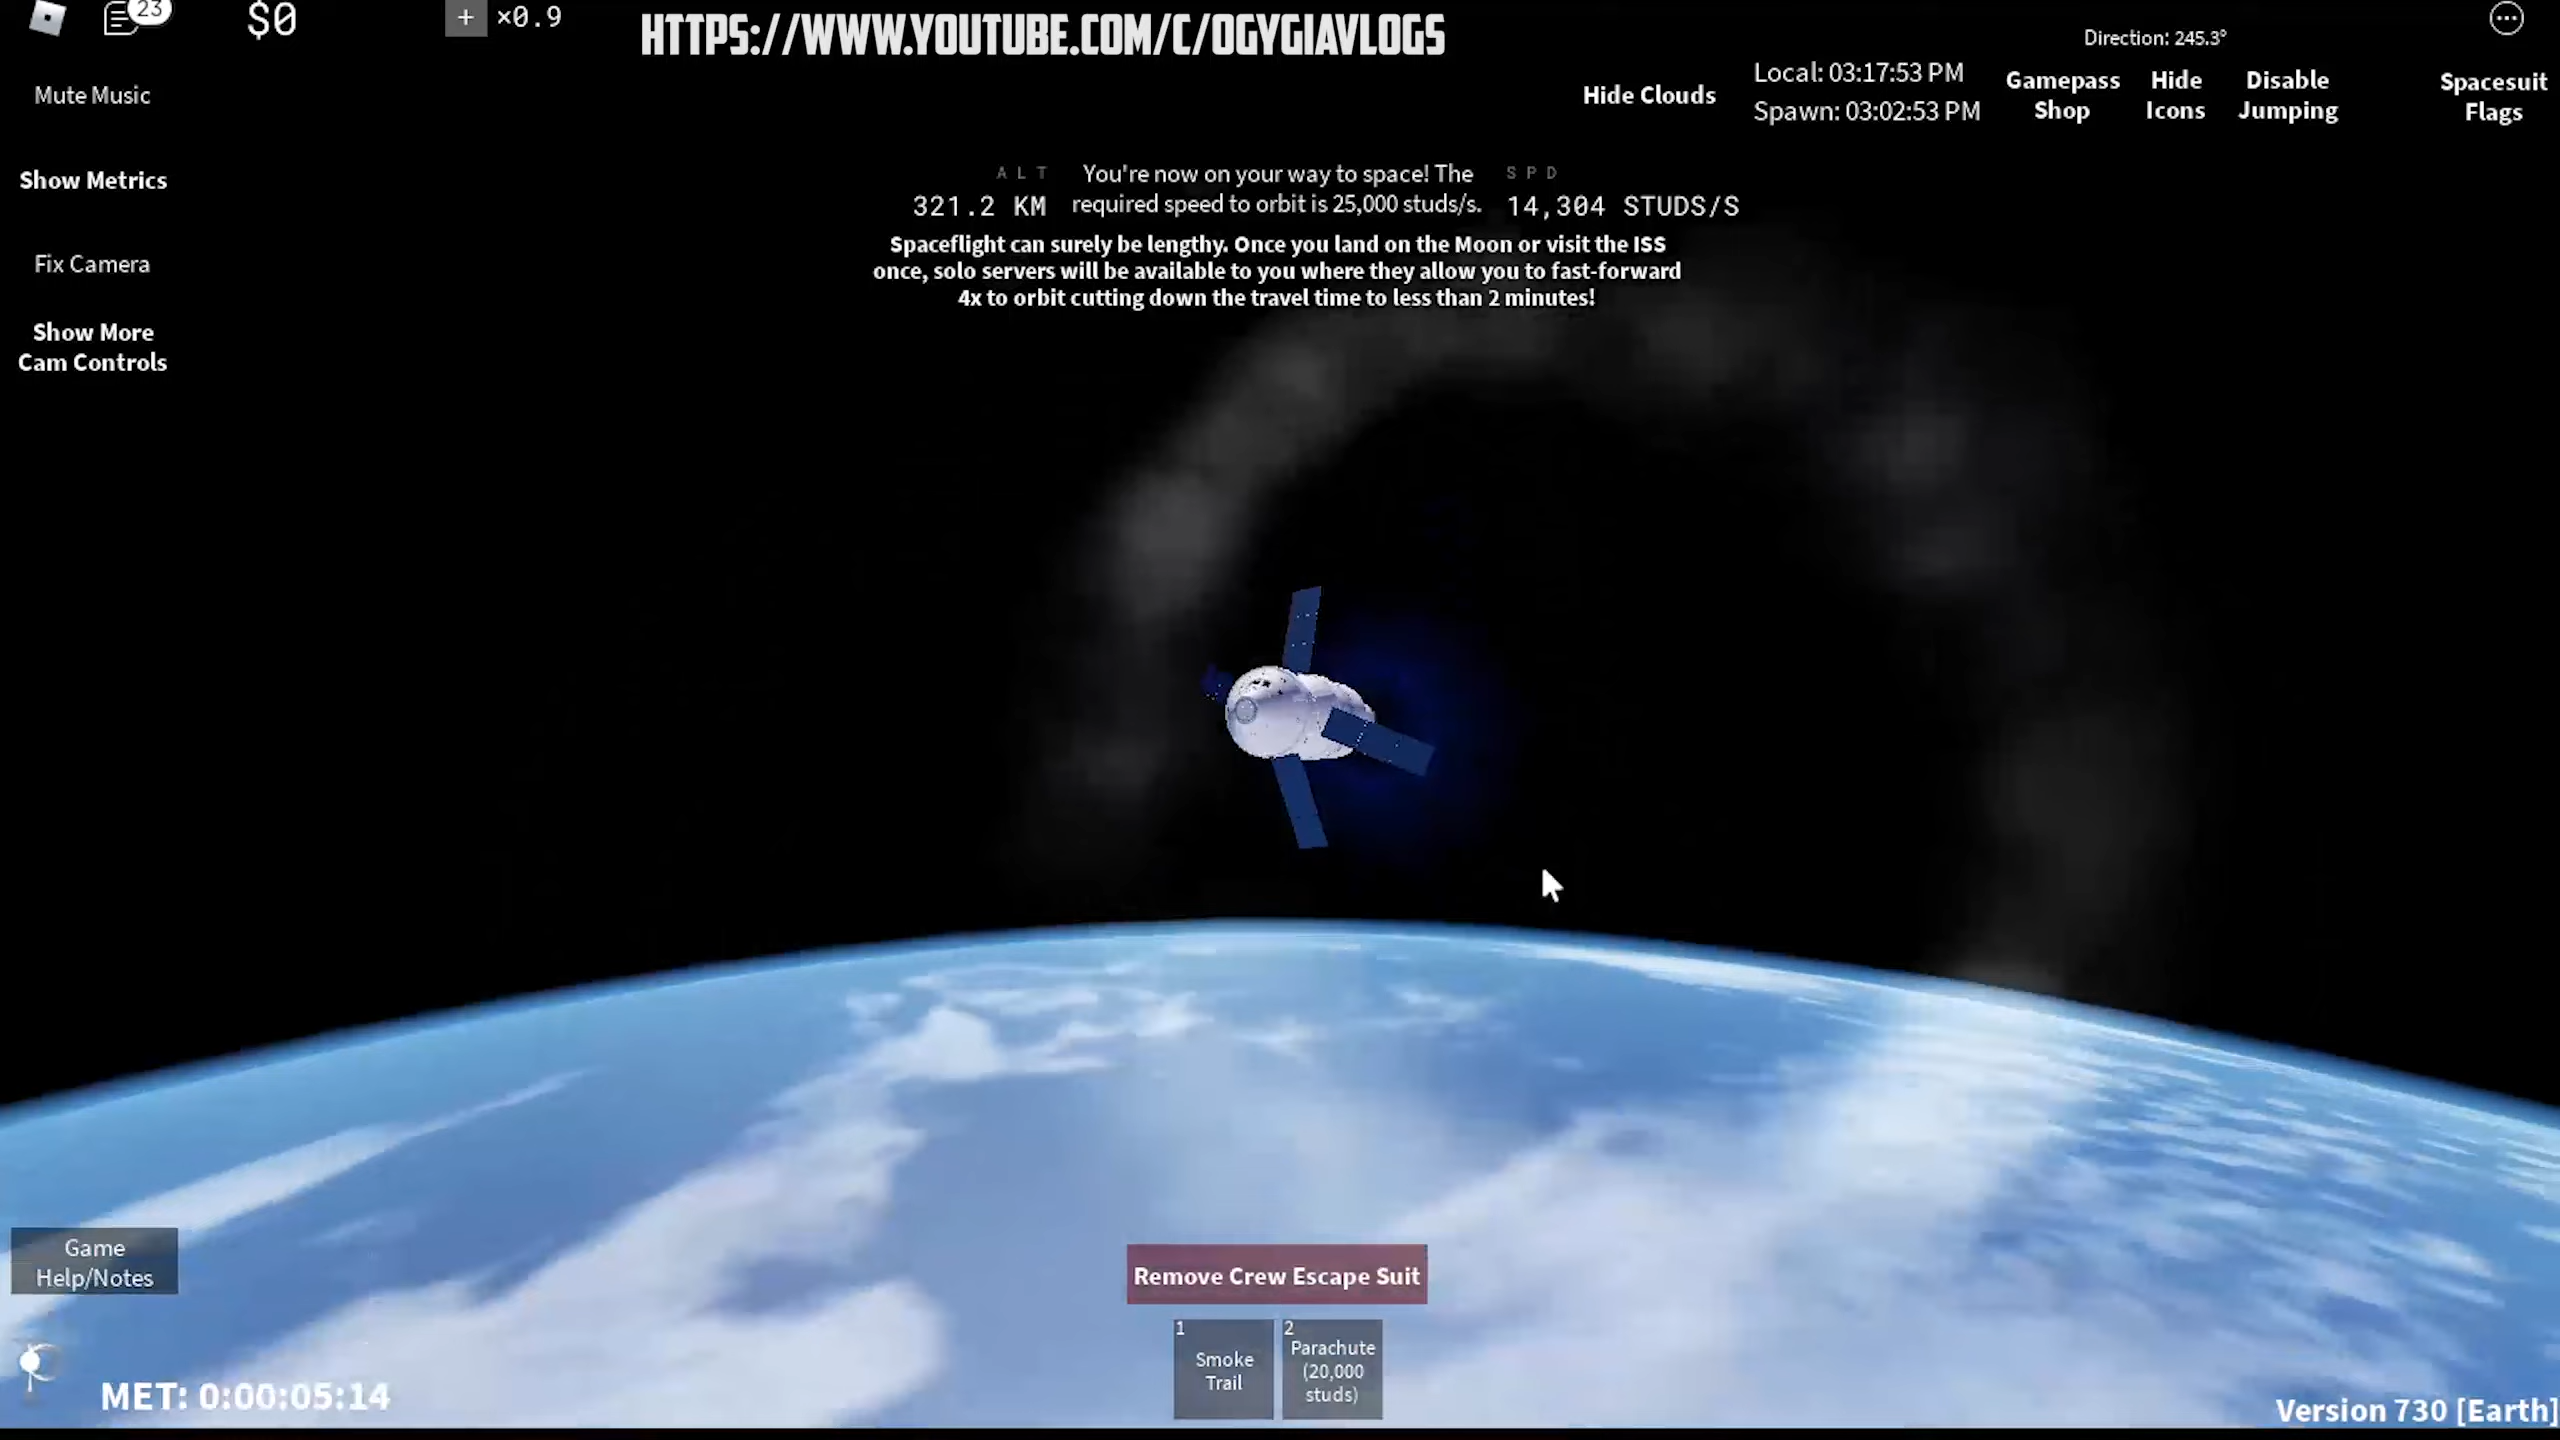 23
$0
+ ×0.9
HTTPS://WWW.YOUTUBE.COM/C/OGYGIAVLOGS
Direction: 245.3°
Mute Music
Hide Clouds
Local: 03:17:53 PM
Spawn: 03:02:53 PM
Gamepass
Shop
Hide
Icons
Disable
Jumping
Spacesuit
Flags
Show Metrics
Fix Camera
Show More
Cam Controls
ALT
321.2 KM
You're now on your way to space! The
required speed to orbit is 25,000 studs/s.
SPD
14,304 STUDS/S
Spaceflight can surely be lengthy. Once you land on the Moon or visit the ISS
once, solo servers will be available to you where they allow you to fast-forward
4x to orbit cutting down the travel time to less than 2 minutes!
Game
Help/Notes
Remove Crew Escape Suit
1
Smoke
Trail
2
Parachute
(20,000
studs)
MET: 0:00:05:14
Version 730 [Earth]